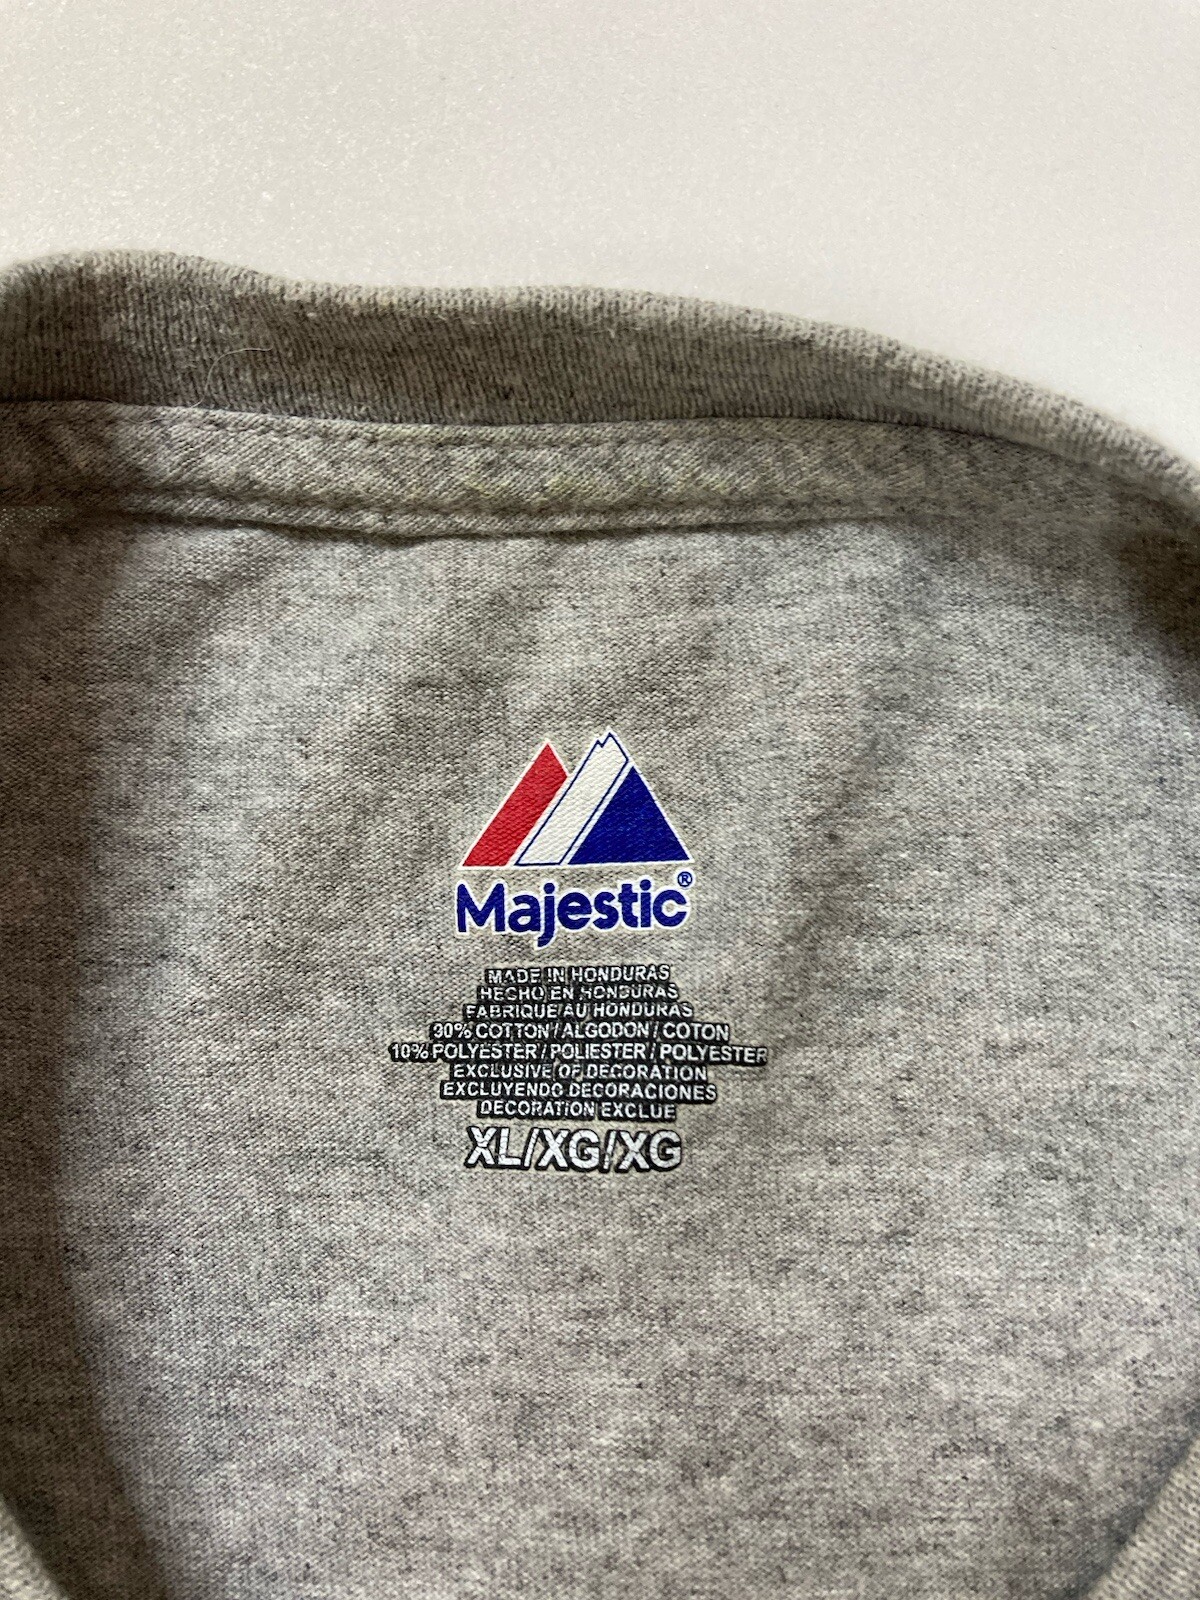 Majestic®
MADE IN HONDURAS
HECHO EN HONDURAS
FABRIQUE AU HONDURAS
90% COTTON / ALGODON / COTON
10% POLYESTER / POLIESTER / POLYESTER
EXCLUSIVE OF DECORATION
EXCLUYENDO DECORACIONES
DECORATION EXCLUE
XL/XG/XG